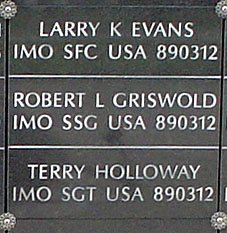 LARRY K EVANS
IMO SFC USA 890312
ROBERT L GRISWOLD
IMO SSG USA 890312
TERRY HOLLOWAY
IMO SGT USA 890312